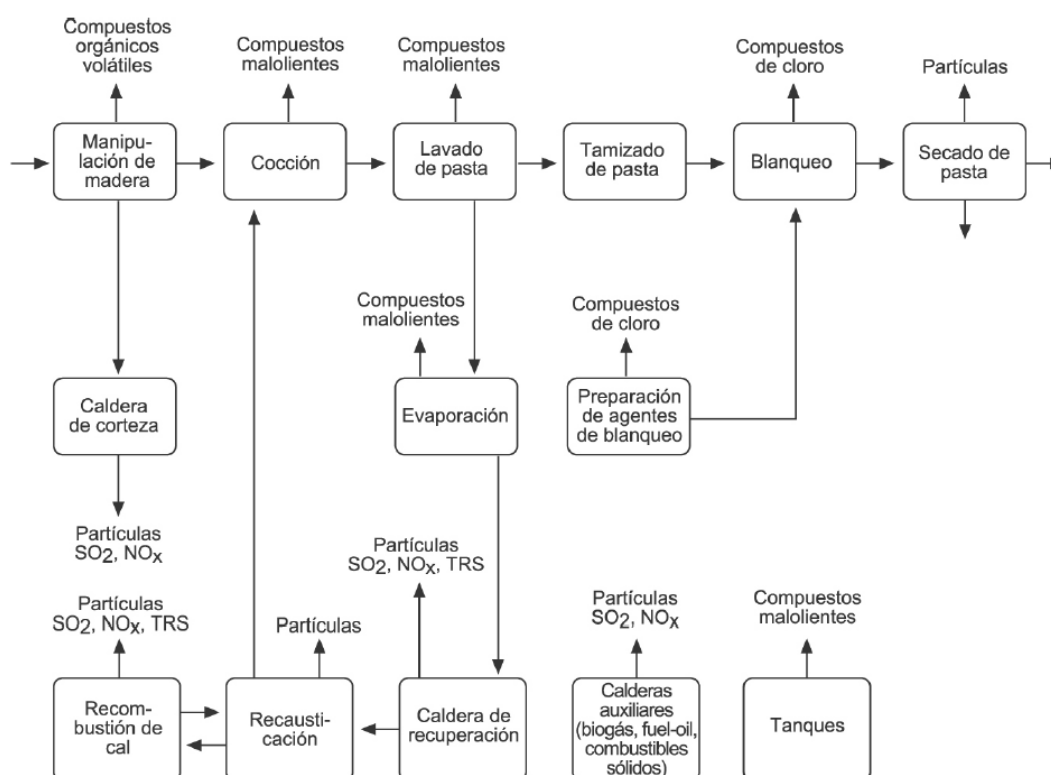 Compuestos
orgánicos
volátiles
Compuestos
malolientes
Compuestos
malolientes
Compuestos
de cloro
Partículas
Manipu-
lación de
madera
Cocción
Lavado
de pasta
Tamizado
de pasta
Blanqueo
Secado de
pasta
Compuestos
malolientes
Compuestos
de cloro
Caldera
de corteza
Evaporación
Preparación
de agentes
de blanqueo
Partículas
SO2, NOx
Partículas
SO2, NOx, TRS
Partículas
SO2, NOx, TRS
Partículas
Partículas
SO2, NOx
Compuestos
malolientes
Recom-
bustión de
cal
Recausti-
cación
Caldera de
recuperación
Calderas
auxiliares
(biogás, fuel-oil,
combustibles
sólidos)
Tanques